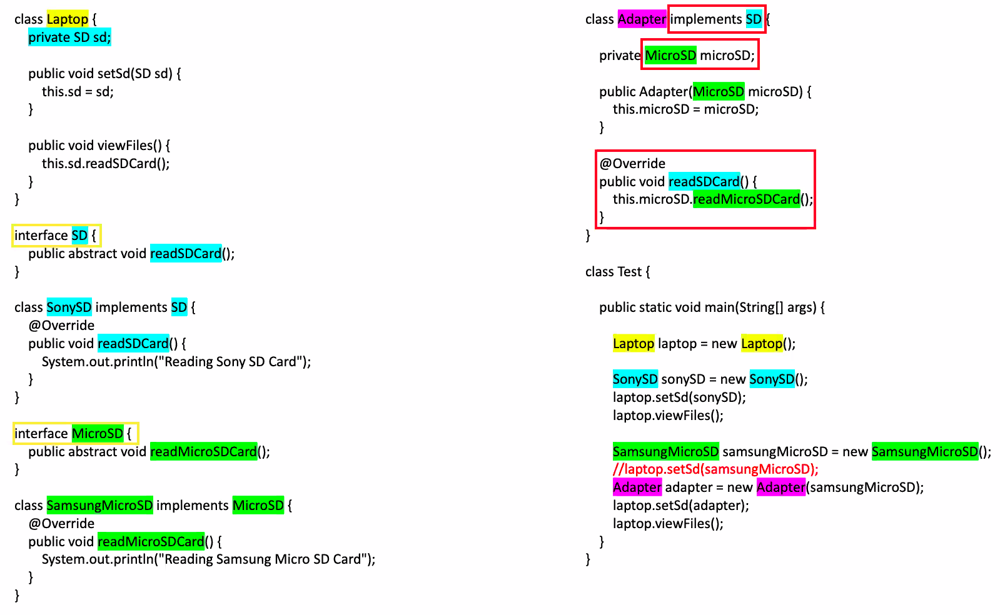 class Laptop {
private SD sd;
public void setSd(SD sd) {
this.sd = sd;
}
public void viewFiles() {
this.sd.readSDCard();
}
}
interface SD {
public abstract void readSDCard();
}
class SonySD implements SD {
@Override
public void readSDCard() {
System.out.println("Reading Sony SD Card");
}
}
interface MicroSD {
public abstract void readMicroSDCard();
}
class SamsungMicroSD implements MicroSD {
@Override
public void readMicroSDCard() {
System.out.println("Reading Samsung Micro SD Card");
}
}
class Adapter implements SD {
private MicroSD microSD;
public Adapter(MicroSD microSD) {
this.microSD = microSD;
}
@Override
public void readSDCard() {
this.microSD.readMicroSDCard();
}
}
class Test {
public static void main(String[] args) {
Laptop laptop = new Laptop();
SonySD sonySD = new SonySD();
laptop.setSd(sonySD);
laptop.viewFiles();
SamsungMicroSD samsungMicroSD = new SamsungMicroSD();
//laptop.setSd(samsungMicroSD);
Adapter adapter = new Adapter(samsungMicroSD);
laptop.setSd(adapter);
laptop.viewFiles();
}
}